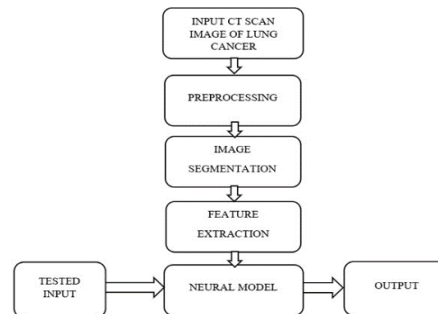 INPUT CT SCAN
IMAGE OF LUNG
CANCER
PREPROCESSING
IMAGE
SEGMENTATION
FEATURE
EXTRACTION
TESTED
INPUT
NEURAL MODEL
OUTPUT